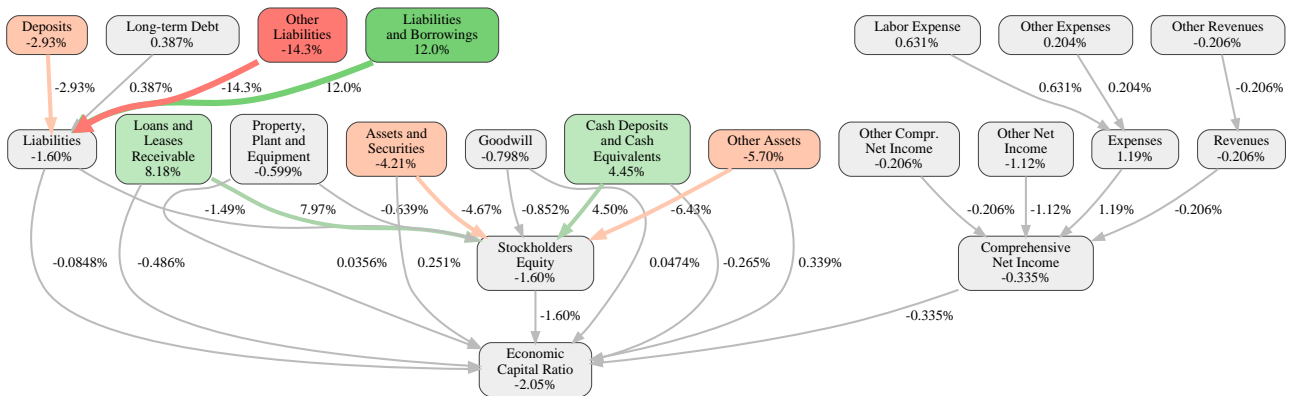 Deposits
-2.93%
Long-term Debt
0.387%
Other
Liabilities
-14.3%
Liabilities
and Borrowings
12.0%
Labor Expense
0.631%
Other Expenses
0.204%
Other Revenues
-0.206%
-2.93%
0.387%
-14.3%
12.0%
0.631%
0.204%
-0.206%
Liabilities
-1.60%
Loans and
Leases
Receivable
8.18%
Property,
Plant and
Equipment
-0.599%
Assets and
Securities
-4.21%
Goodwill
-0.798%
Cash Deposits
and Cash
Equivalents
4.45%
Other Assets
-5.70%
Other Compr.
Net Income
-0.206%
Other Net
Income
-1.12%
Expenses
1.19%
Revenues
-0.206%
-1.49%
7.97%
-0.639%
-4.67%
-0.852%
4.50%
-6.43%
-0.206%
-1.12%
1.19%
-0.206%
Stockholders
Equity
-1.60%
Comprehensive
Net Income
-0.335%
-0.0848%
-0.486%
0.0356%
0.251%
0.0474%
-0.265%
0.339%
-1.60%
-0.335%
Economic
Capital Ratio
-2.05%